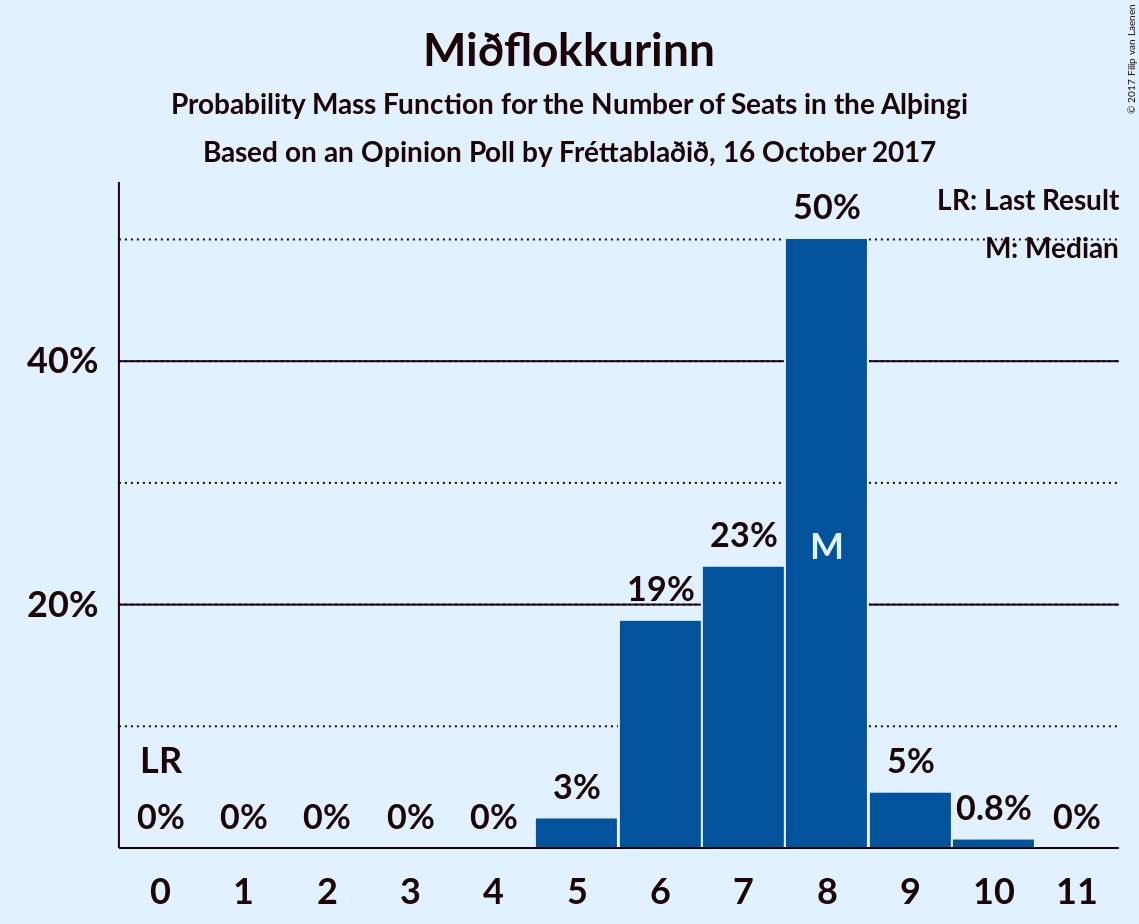 Miðflokkurinn
Probability Mass Function for the Number of Seats in the Alþingi
Based on an Opinion Poll by Fréttablaðið, 16 October 2017
© 2017 Filip van Laenen
LR: Last Result
M: Median
40%
20%
LR
0% 0% 0% 0% 0% 3% 19% 23% 50% 5% 0.8% 0%
M
0 1 2 3 4 5 6 7 8 9 10 11